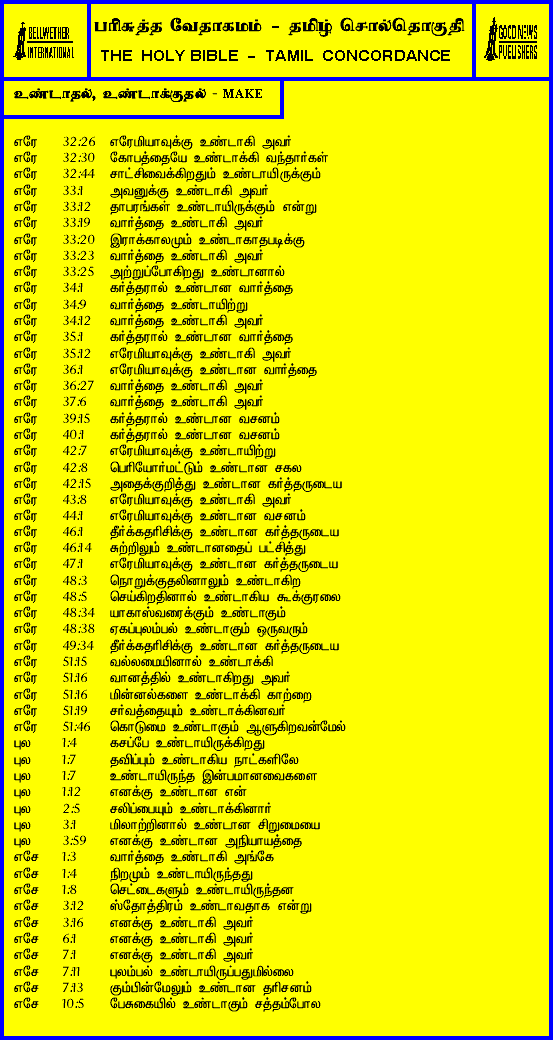 BELLWETHER INTERNATIONAL
பரிசுத்த வேதாகமம் - தமிழ் சொல்தொகுதி
THE HOLY BIBLE - TAMIL CONCORDANCE
GOOD NEWS PUBLISHERS
உண்டாதல், உண்டாக்குதல் - MAKE
எரே 32:26 எரேமியாவுக்கு உண்டாகி அவர்
எரே 32:30 கோபத்தையே உண்டாக்கி வந்தார்கள்
எரே 32:44 சாட்சிவைக்கிறதும் உண்டாயிருக்கும்
எரே 33:1 அவனுக்கு உண்டாகி அவர்
எரே 33:12 தாபரங்கள் உண்டாயிருக்கும் என்று
எரே 33:19 வார்த்தை உண்டாகி அவர்
எரே 33:20 இராக்காலமும் உண்டாகாதபடிக்கு
எரே 33:23 வார்த்தை உண்டாகி அவர்
எரே 33:25 அற்றுப்போகிறது உண்டானால்
எரே 34:1 கர்த்தரால் உண்டான வார்த்தை
எரே 34:9 வார்த்தை உண்டாயிற்று
எரே 34:12 வார்த்தை உண்டாகி அவர்
எரே 35:1 கர்த்தரால் உண்டான வார்த்தை
எரே 35:12 எரேமியாவுக்கு உண்டாகி அவர்
எரே 36:1 எரேமியாவுக்கு உண்டான வார்த்தை
எரே 36:27 வார்த்தை உண்டாகி அவர்
எரே 37:6 வார்த்தை உண்டாகி அவர்
எரே 39:15 கர்த்தரால் உண்டான வசனம்
எரே 40:1 கர்த்தரால் உண்டான வசனம்
எரே 42:7 எரேமியாவுக்கு உண்டாயிற்று
எரே 42:8 பெரியோர்மட்டும் உண்டான சகல
எரே 42:15 அதைக்குறித்து உண்டான கர்த்தருடைய
எரே 43:8 எரேமியாவுக்கு உண்டாகி அவர்
எரே 44:1 எரேமியாவுக்கு உண்டான வசனம்
எரே 46:1 தீர்க்கதரிசிக்கு உண்டான கர்த்தருடைய
எரே 46:14 சுற்றிலும் உண்டானதைப் பட்சித்து
எரே 47:1 எரேமியாவுக்கு உண்டான கர்த்தருடைய
எரே 48:3 நொறுக்குதலினாலும் உண்டாகிற
எரே 48:5 செய்கிறதினால் உண்டாகிய கூக்குரலை
எரே 48:34 யாகாஸ்வரைக்கும் உண்டாகும்
எரே 48:38 ஏகப்புலம்பல் உண்டாகும் ஒருவரும்
எரே 49:34 தீர்க்கதரிசிக்கு உண்டான கர்த்தருடைய
எரே 51:15 வல்லமையினால் உண்டாக்கி
எரே 51:16 வானத்தில் உண்டாகிறது அவர்
எரே 51:16 மின்னல்களை உண்டாக்கி காற்றை
எரே 51:19 சர்வத்தையும் உண்டாக்கினவர்
எரே 51:46 கொடுமை உண்டாகும் ஆளுகிறவன்மேல்
புல 1:4 கசப்பே உண்டாயிருக்கிறது
புல 1:7 தவிப்பும் உண்டாகிய நாட்களிலே
புல 1:7 உண்டாயிருந்த இன்பமானவைகளை
புல 1:12 எனக்கு உண்டான என்
புல 2:5 சலிப்பையும் உண்டாக்கினார்
புல 3:1 மிலாற்றினால் உண்டான சிறுமையை
புல 3:59 எனக்கு உண்டான அநியாயத்தை
எசே 1:3 வார்த்தை உண்டாகி அங்கே
எசே 1:4 நிறமும் உண்டாயிருந்தது
எசே 1:8 செட்டைகளும் உண்டாயிருந்தன
எசே 3:12 ஸ்தோத்திரம் உண்டாவதாக என்று
எசே 3:16 எனக்கு உண்டாகி அவர்
எசே 6:1 எனக்கு உண்டாகி அவர்
எசே 7:1 எனக்கு உண்டாகி அவர்
எசே 7:11 புலம்பல் உண்டாயிருப்பதுமில்லை
எசே 7:13 கும்பின்மேலும் உண்டான தரிசனம்
எசே 10:5 பேசுகையில் உண்டாகும் சத்தம்போல